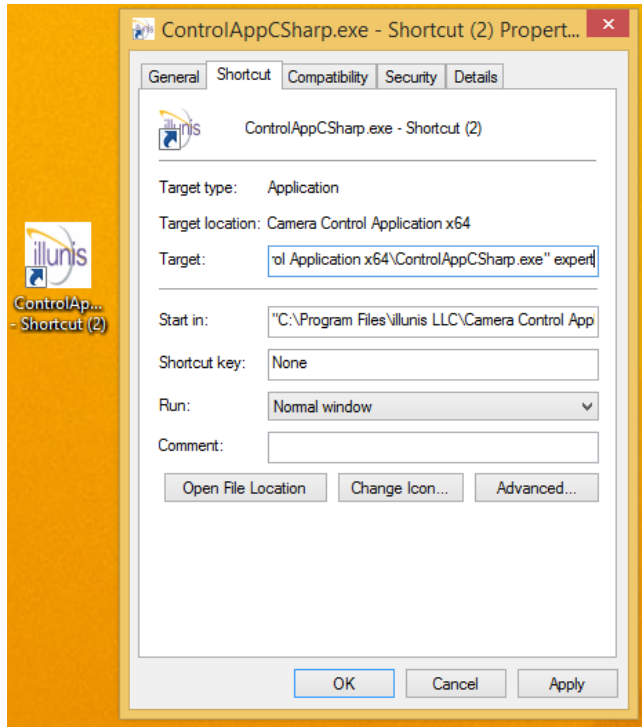 ControlAppCSharp.exe - Shortcut (2) Propert...
General Shortcut Compatibility Security Details
illunis
ControlAppCSharp.exe - Shortcut (2)
Target type: Application
Target location: Camera Control Application x64
Target: rol Application x64\ControlAppCSharp.exe" expert
Start in: "C:\Program Files\illunis LLC\Camera Control Appl
Shortcut key: None
Run: Normal window
Comment:
Open File Location Change Icon... Advanced...
OK Cancel Apply
illunis
ControlAp...
- Shortcut (2)